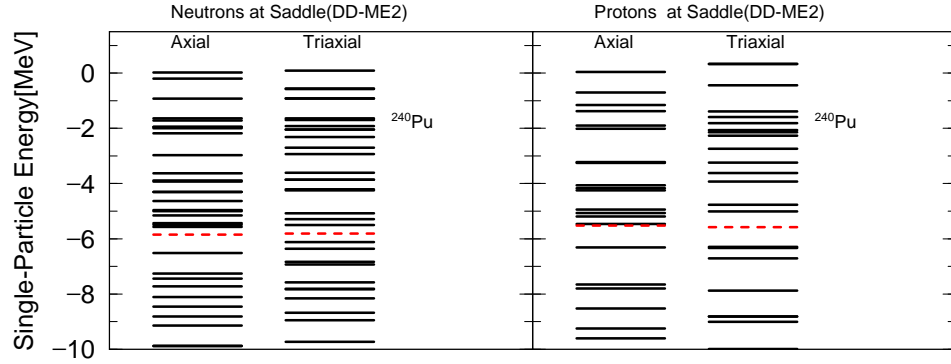 Neutrons at Saddle(DD-ME2)
Protons at Saddle(DD-ME2)
Axial
Triaxial
Axial
Triaxial
Single-Particle Energy[MeV]
0
−2
−4
−6
−8
−10
²⁴⁰Pu
²⁴⁰Pu